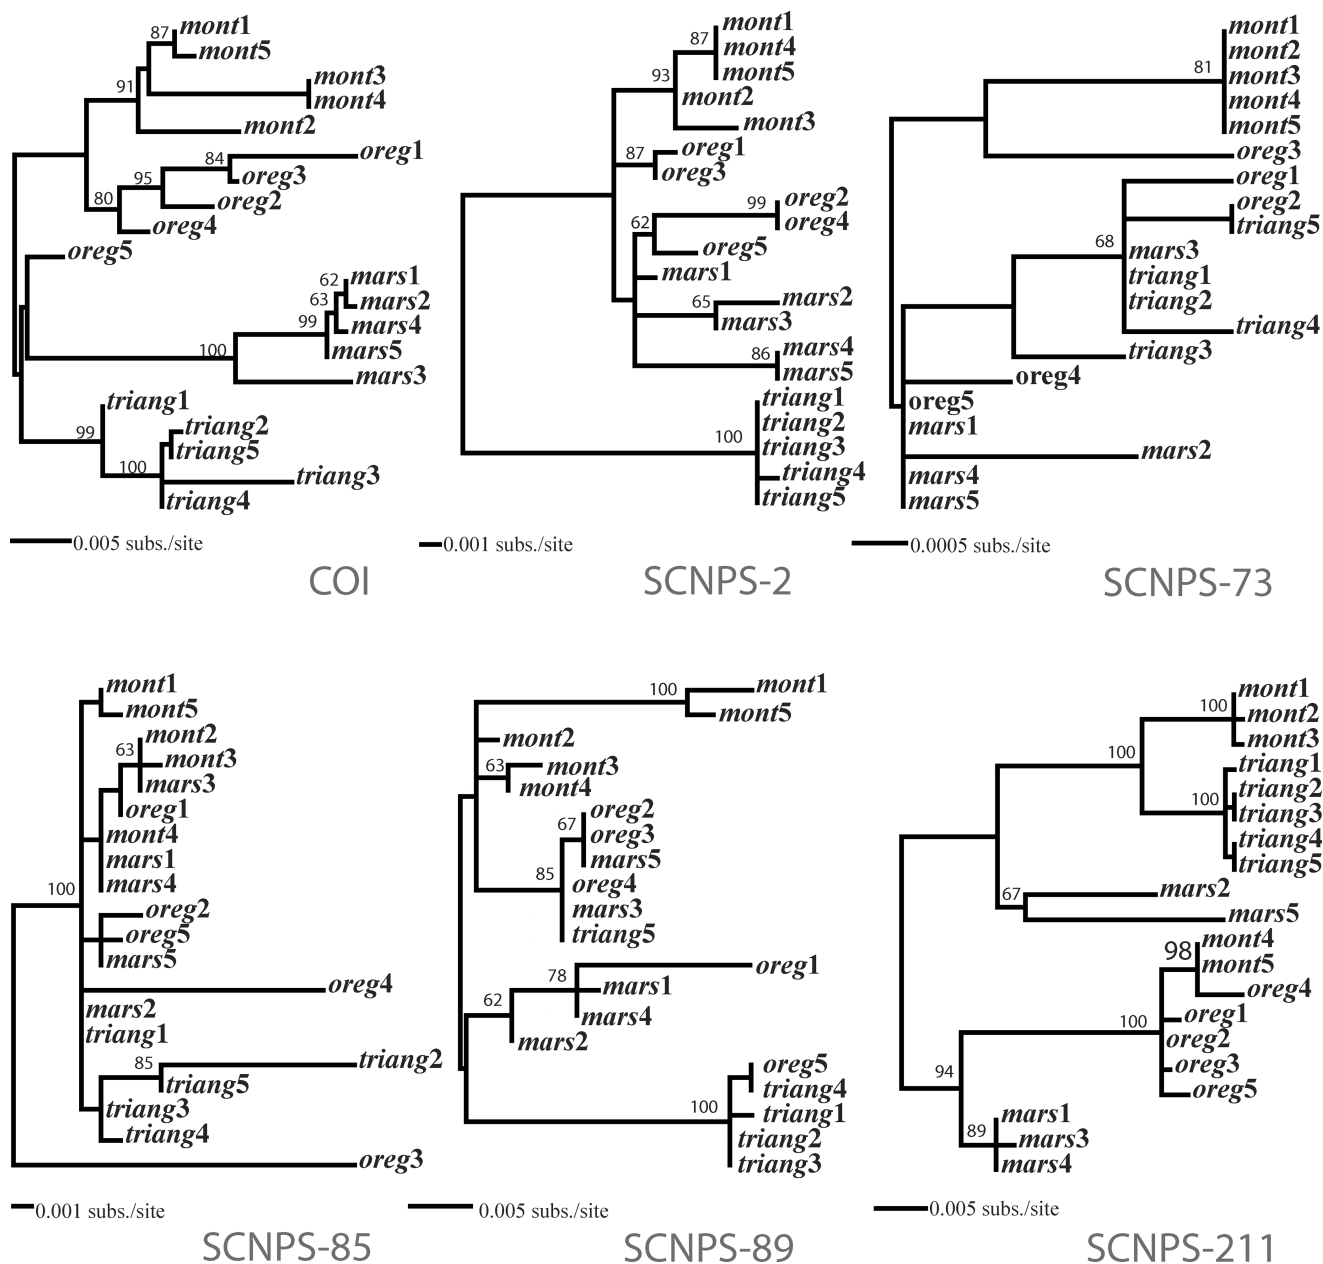 87
mont1
mont5
mont3
mont4
91
mont2
84
oreg1
oreg3
95
oreg2
80
oreg4
oreg5
62
mars1
63
mars2
99
mars4
mars5
100
mars3
triang1
99
triang2
triang5
100
triang3
triang4
0.005 subs./site
COI
87
mont1
mont4
mont5
93
mont2
mont3
87
oreg1
oreg3
99
oreg2
oreg4
62
oreg5
mars1
65
mars2
mars3
86
mars4
mars5
100
triang1
triang2
triang3
triang4
triang5
0.001 subs./site
SCNPS-2
81
mont1
mont2
mont3
mont4
mont5
oreg3
oreg1
oreg2
triang5
68
mars3
triang1
triang2
triang4
triang3
oreg4
oreg5
mars1
mars2
mars4
mars5
0.0005 subs./site
SCNPS-73
mont1
mont5
63
mont2
mont3
mars3
oreg1
mont4
mars1
mars4
100
oreg2
oreg5
mars5
oreg4
mars2
triang1
85
triang2
triang5
triang3
triang4
oreg3
0.001 subs./site
SCNPS-85
100
mont1
mont5
mont2
63
mont3
mont4
67
oreg2
oreg3
mars5
85
oreg4
mars3
triang5
78
oreg1
62
mars1
mars4
mars2
100
oreg5
triang4
triang1
triang2
triang3
0.005 subs./site
SCNPS-89
100
mont1
mont2
mont3
100
100
triang1
triang2
triang3
triang4
triang5
67
mars2
mars5
98
mont4
mont5
oreg4
100
oreg1
oreg2
oreg3
oreg5
94
89
mars1
mars3
mars4
0.005 subs./site
SCNPS-211